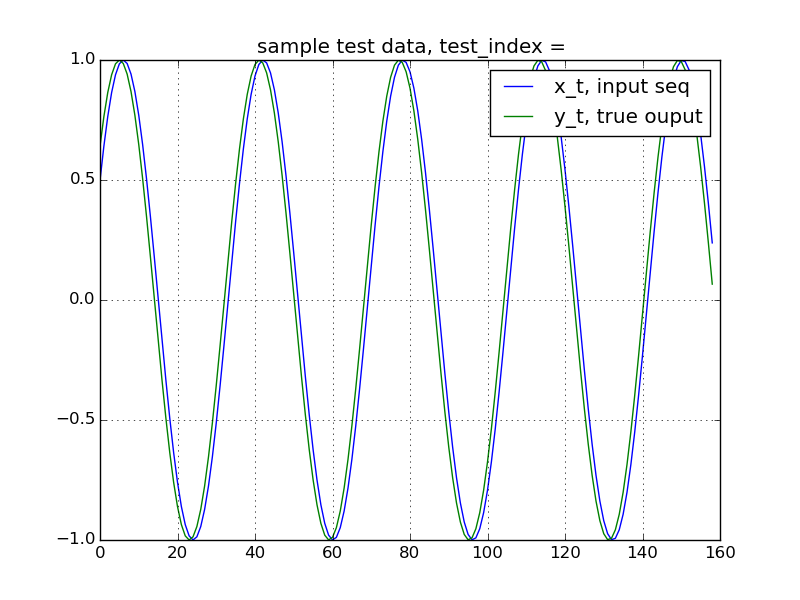 sample test data, test_index =
x_t, input seq
y_t, true ouput
1.0
0.5
0.0
−0.5
−1.0
0 20 40 60 80 100 120 140 160